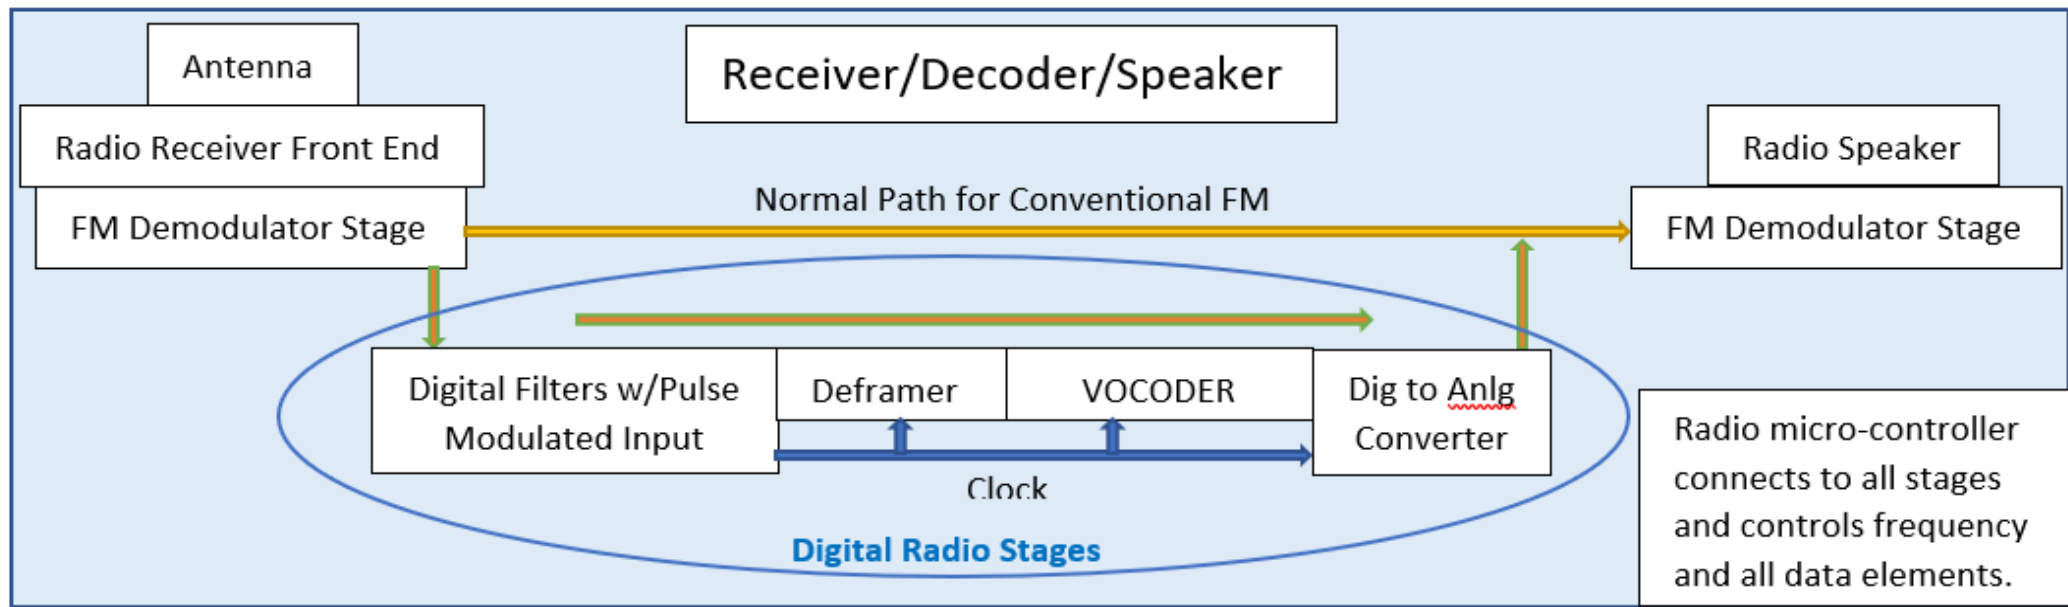 Antenna
Receiver/Decoder/Speaker
Radio Receiver Front End
Radio Speaker
Normal Path for Conventional FM
FM Demodulator Stage
FM Demodulator Stage
Digital Filters w/Pulse
Modulated Input
Deframer
VOCODER
Dig to Anlg
Converter
Clock
Digital Radio Stages
Radio micro-controller
connects to all stages
and controls frequency
and all data elements.